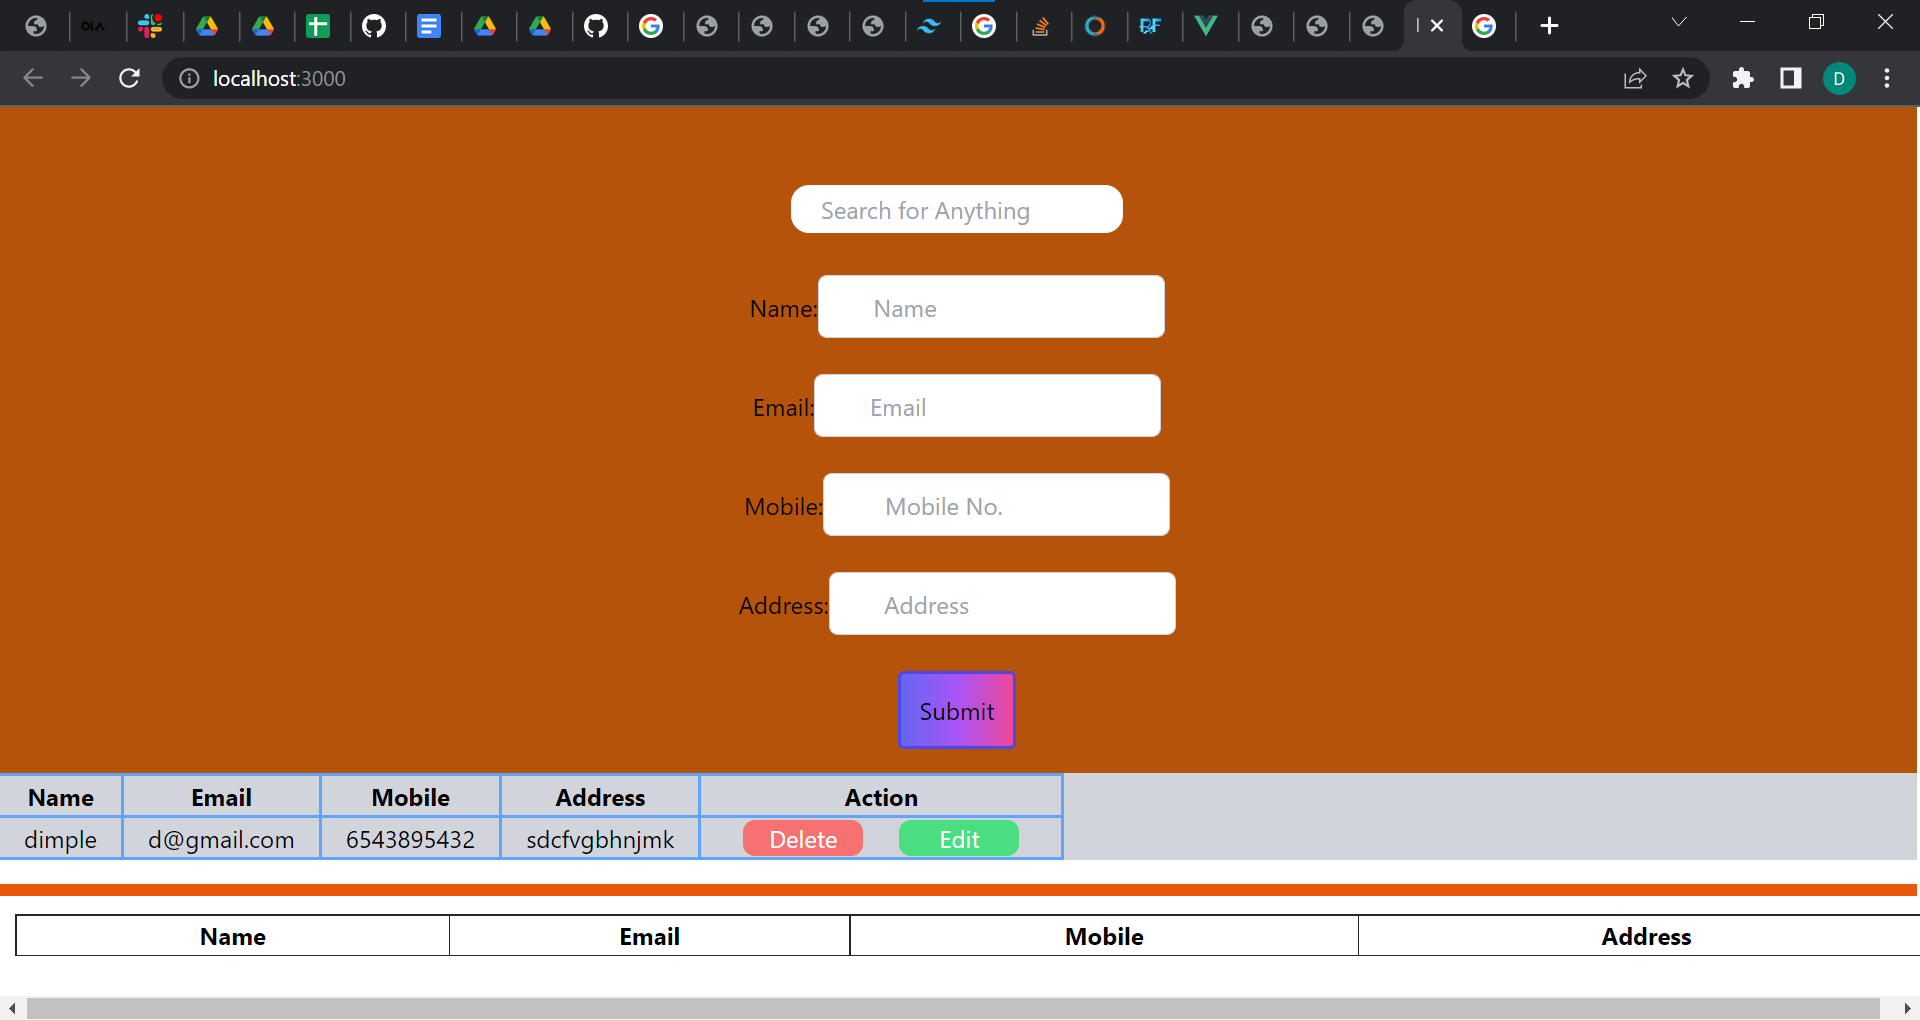 OLA
RF
localhost:3000
D
Search for Anything
Name: Name
Email: Email
Mobile: Mobile No.
Address: Address
Submit
Name Email Mobile Address Action
dimple d@gmail.com 6543895432 sdcfvgbhnjmk Delete Edit
Name Email Mobile Address